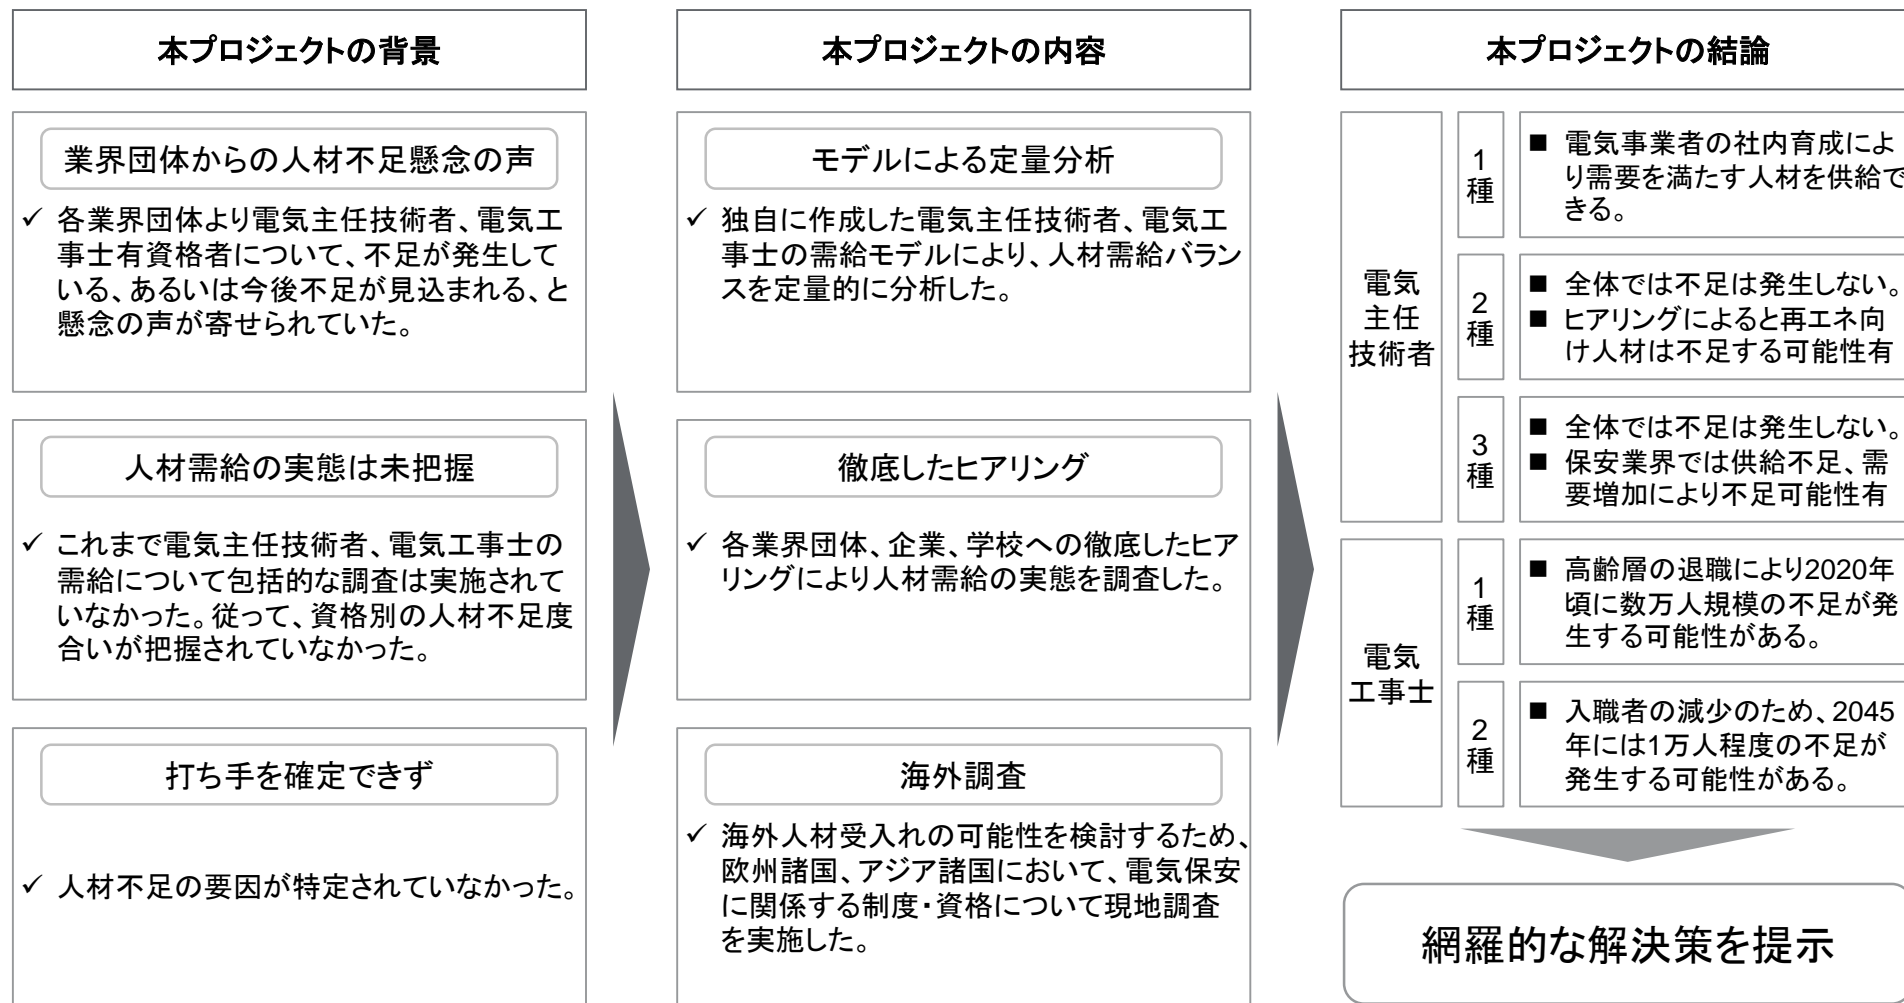 本プロジェクトの背景
業界団体からの人材不足懸念の声
✓ 各業界団体より電気主任技術者、電気工
事士有資格者について、不足が発生して
いる、あるいは今後不足が見込まれる、と
懸念の声が寄せられていた。
人材需給の実態は未把握
✓ これまで電気主任技術者、電気工事士の
需給について包括的な調査は実施されて
いなかった。従って、資格別の人材不足度
合いが把握されていなかった。
打ち手を確定できず
✓ 人材不足の要因が特定されていなかった。
本プロジェクトの内容
モデルによる定量分析
✓ 独自に作成した電気主任技術者、電気工
事士の需給モデルにより、人材需給バラン
スを定量的に分析した。
徹底したヒアリング
✓ 各業界団体、企業、学校への徹底したヒア
リングにより人材需給の実態を調査した。
海外調査
✓ 海外人材受入れの可能性を検討するため、
欧州諸国、アジア諸国において、電気保安
に関係する制度・資格について現地調査
を実施した。
本プロジェクトの結論
電気
主任
技術者
1
種
■ 電気事業者の社内育成によ
り需要を満たす人材を供給で
きる。
2
種
■ 全体では不足は発生しない。
■ ヒアリングによると再エネ向
け人材は不足する可能性有
3
種
■ 全体では不足は発生しない。
■ 保安業界では供給不足、需
要増加により不足可能性有
電気
工事士
1
種
■ 高齢層の退職により2020年
頃に数万人規模の不足が発
生する可能性がある。
2
種
■ 入職者の減少のため、2045
年には1万人程度の不足が
発生する可能性がある。
網羅的な解決策を提示